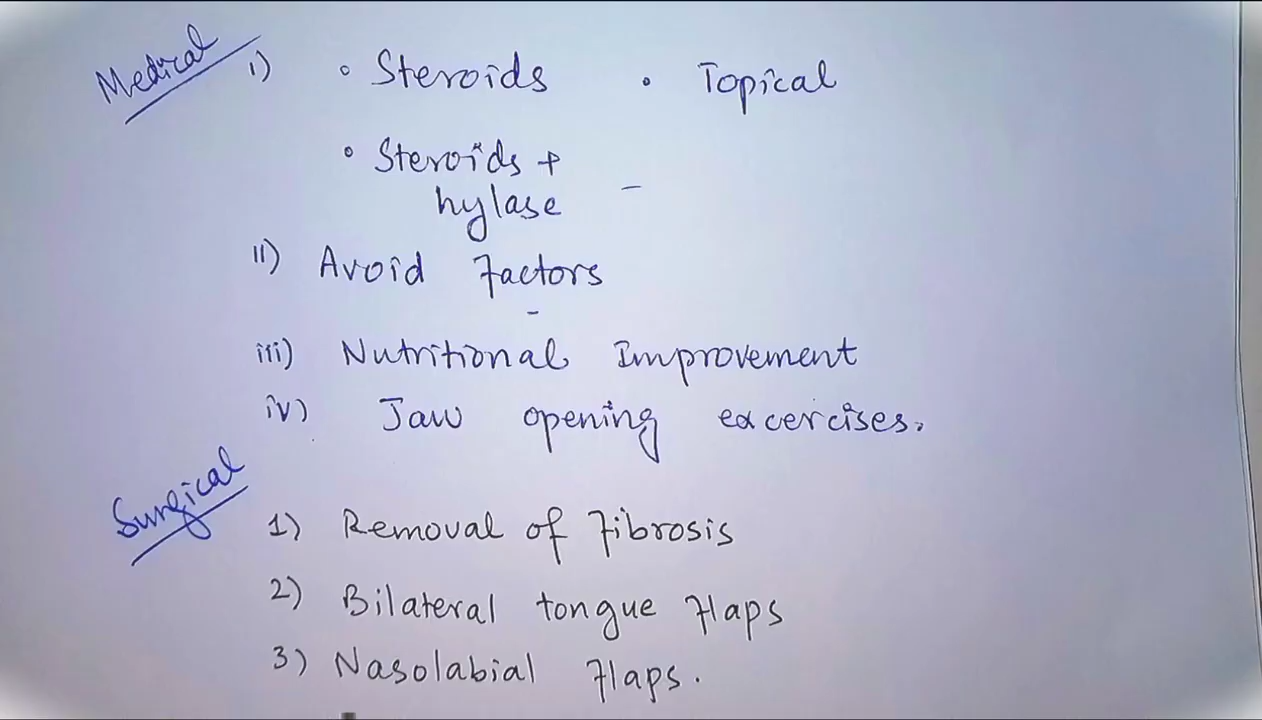 Medical i) • Steroids • Topical
• Steroids +
hylase
ii) Avoid Factors
iii) Nutritional Improvement
iv) Jaw opening excercises.
Surgical
1) Removal of Fibrosis
2) Bilateral tongue Flaps
3) Nasolabial Flaps.